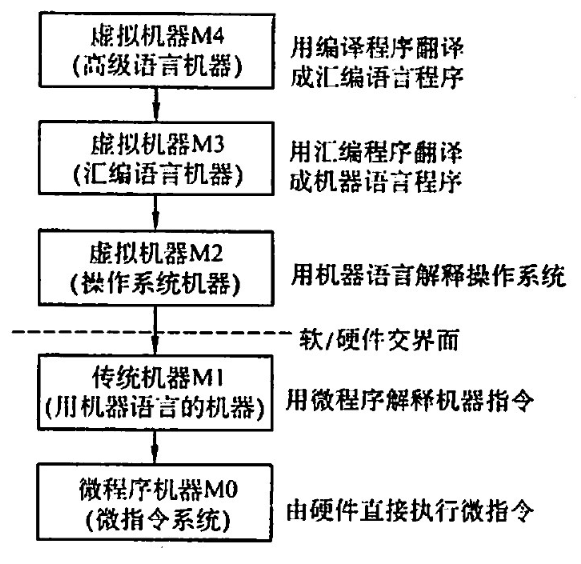 虚拟机器M4
(高级语言机器)
用编译程序翻译
成汇编语言程序
虚拟机器M3
(汇编语言机器)
用汇编程序翻译
成机器语言程序
虚拟机器M2
(操作系统机器)
用机器语言解释操作系统
软/硬件交界面
传统机器M1
(用机器语言的机器)
用微程序解释机器指令
微程序机器M0
(微指令系统)
由硬件直接执行微指令